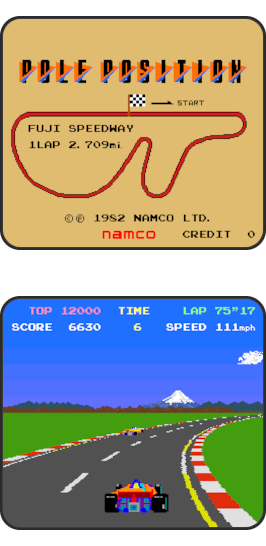 POLE POSITION
START
FUJI SPEEDWAY
1LAP 2.709mi.
©℗ 1982 NAMCO LTD.
namco CREDIT 0
TOP 12000 TIME LAP 75"17
SCORE 6630 6 SPEED 111mph